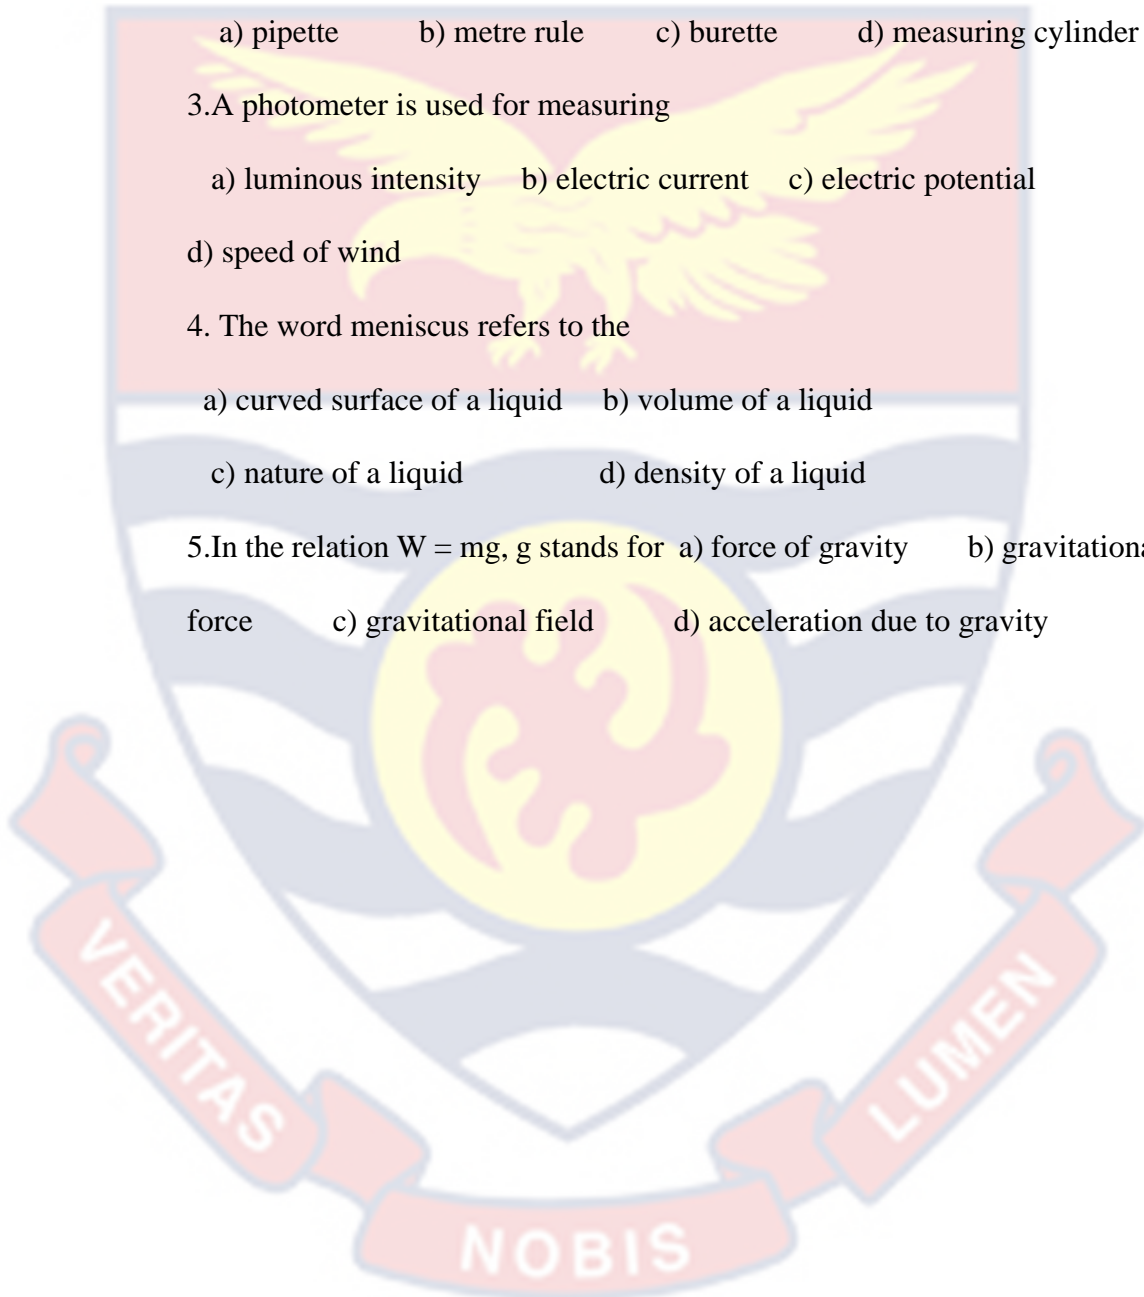 a) pipette b) metre rule c) burette d) measuring cylinder
3.A photometer is used for measuring
a) luminous intensity b) electric current c) electric potential
d) speed of wind
4. The word meniscus refers to the
a) curved surface of a liquid b) volume of a liquid
c) nature of a liquid d) density of a liquid
5.In the relation W = mg, g stands for a) force of gravity b) gravitationa
force c) gravitational field d) acceleration due to gravity
VERITAS
NOBIS
LUMEN